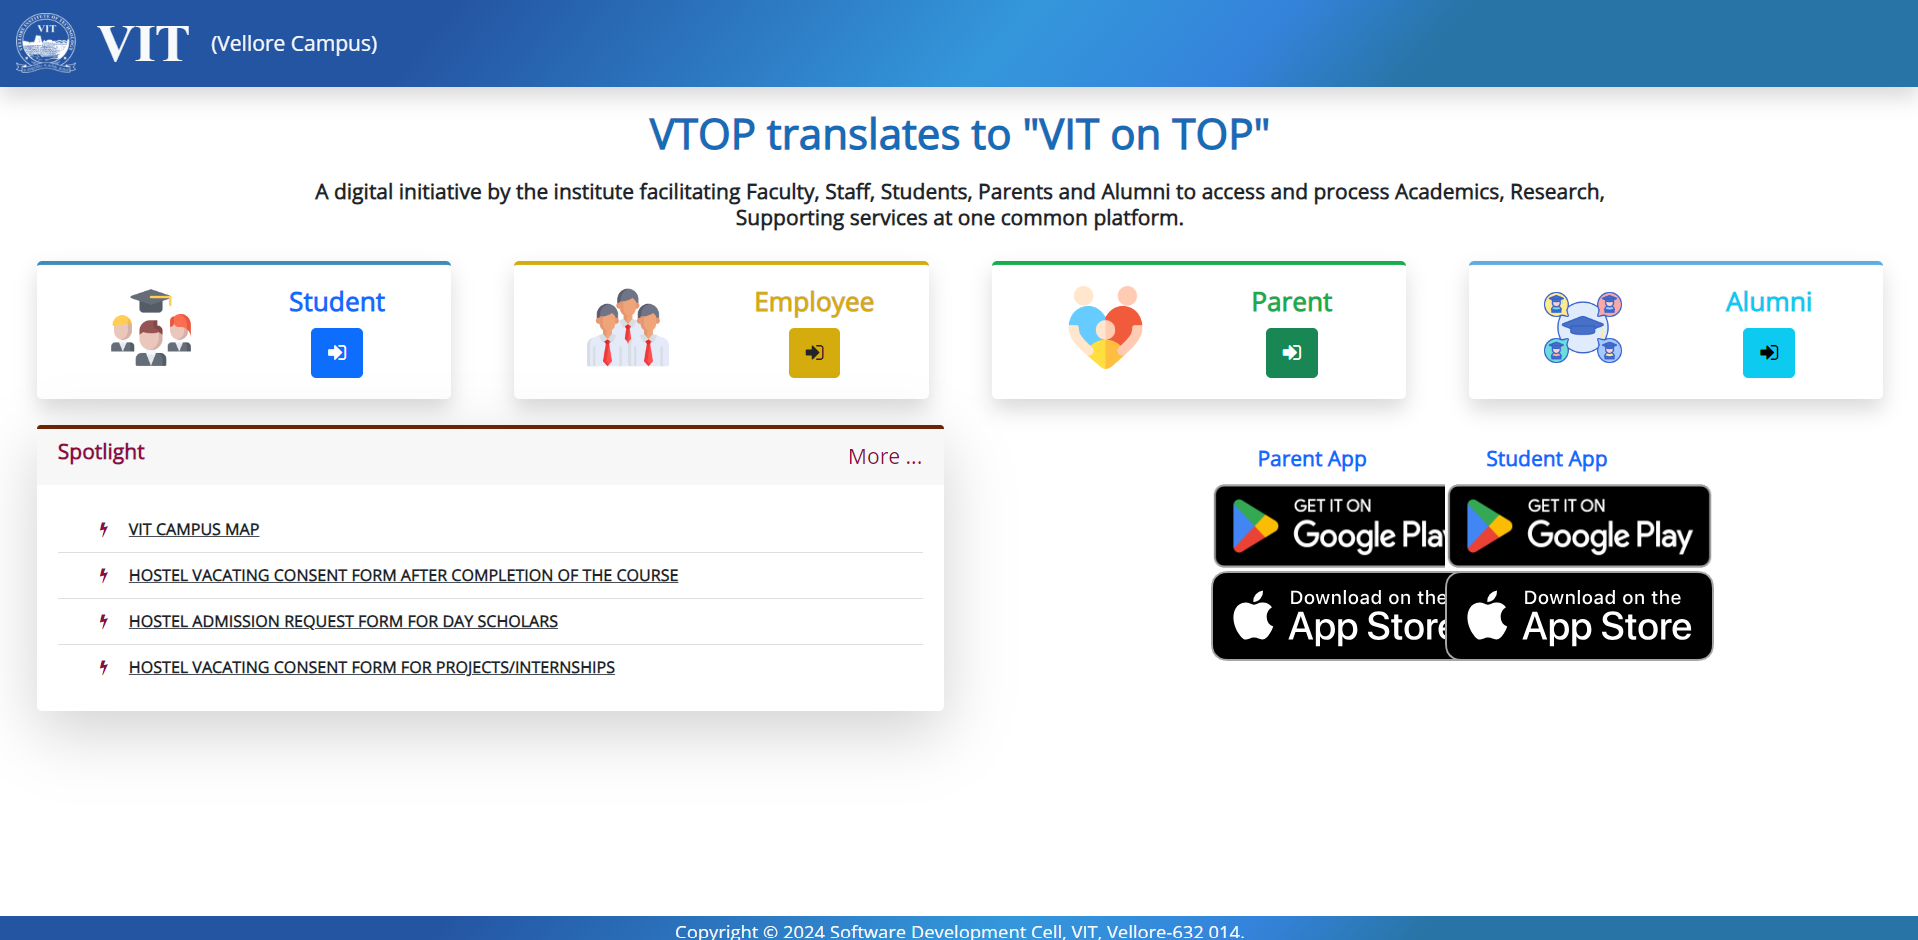 VIT
VIT
(Vellore Campus)
VTOP translates to "VIT on TOP"
A digital initiative by the institute facilitating Faculty, Staff, Students, Parents and Alumni to access and process Academics, Research,
Supporting services at one common platform.
Student
Employee
Parent
Alumni
Spotlight
More ...
VIT CAMPUS MAP
HOSTEL VACATING CONSENT FORM AFTER COMPLETION OF THE COURSE
HOSTEL ADMISSION REQUEST FORM FOR DAY SCHOLARS
HOSTEL VACATING CONSENT FORM FOR PROJECTS/INTERNSHIPS
Parent App
GET IT ON
Google Play
Download on the
App Store
Student App
GET IT ON
Google Play
Download on the
App Store
Copyright © 2024 Software Development Cell, VIT, Vellore-632 014.